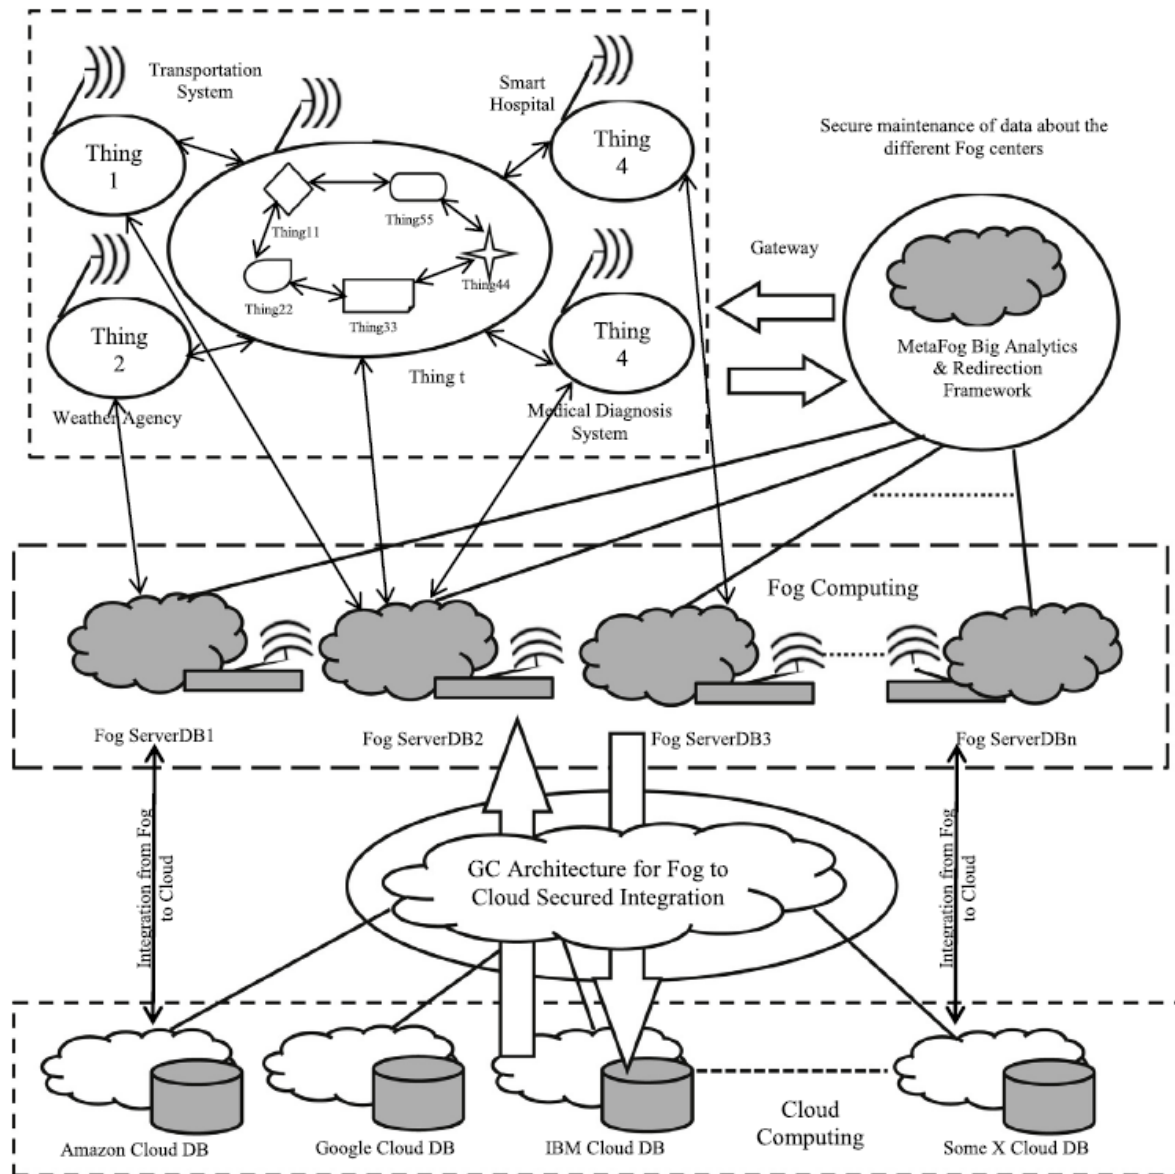 Transportation
System
Smart
Hospital
Thing
1
Thing
4
Thing11
Thing55
Thing22
Thing33
Thing44
Thing
2
Thing
4
Thing t
Weather Agency
Medical Diagnosis
System
Secure maintenance of data about the
different Fog centers
Gateway
MetaFog Big Analytics
& Redirection
Framework
Fog Computing
Fog ServerDB1
Fog ServerDB2
Fog ServerDB3
Fog ServerDBn
Integration from Fog
to Cloud
GC Architecture for Fog to
Cloud Secured Integration
Integration from Fog
to Cloud
Amazon Cloud DB
Google Cloud DB
IBM Cloud DB
Cloud
Computing
Some X Cloud DB